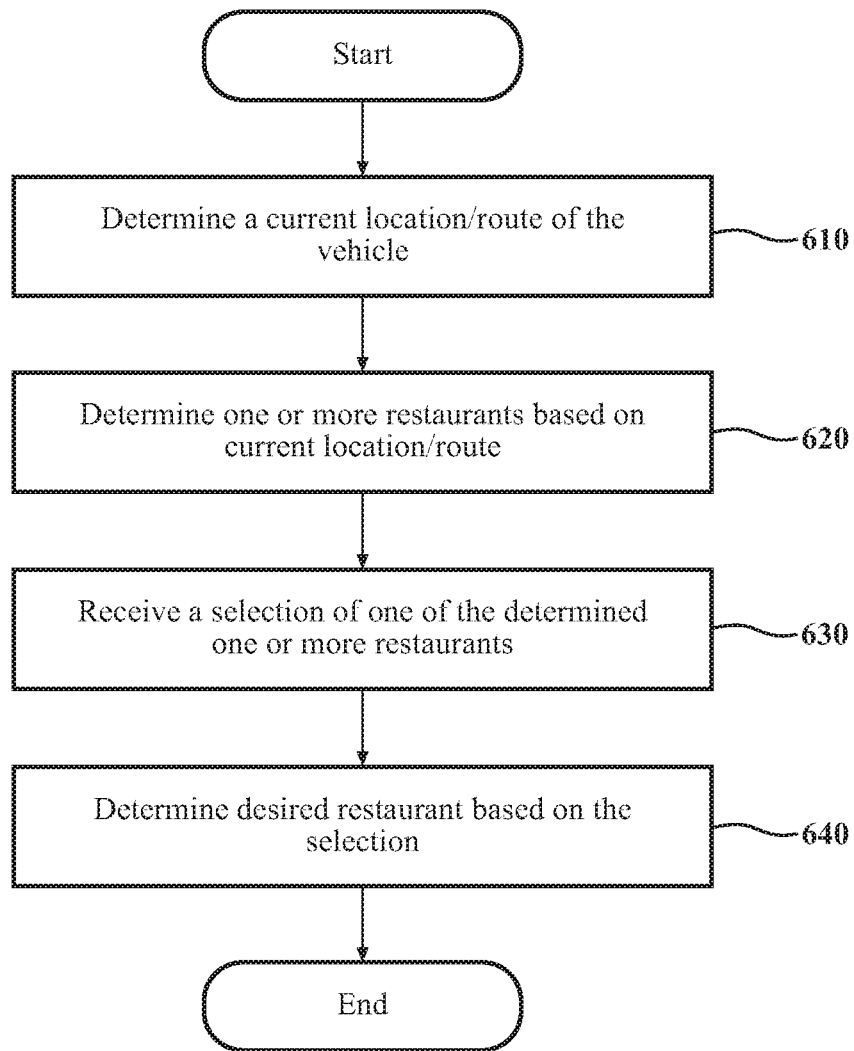 Start
Determine a current location/route of the
vehicle
610
Determine one or more restaurants based on
current location/route
620
Receive a selection of one of the determined
one or more restaurants
630
Determine desired restaurant based on the
selection
640
End